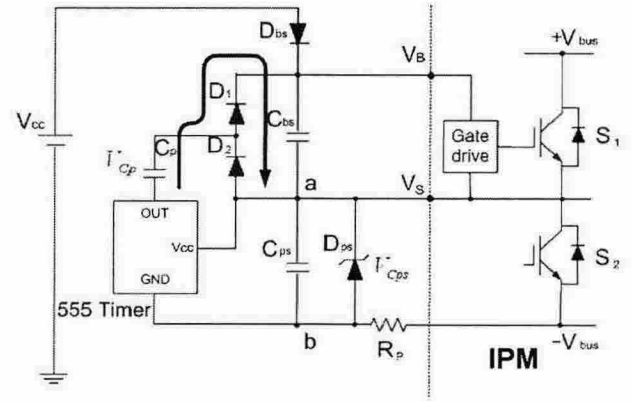 Dbs
VB
+Vbus
D1
Cbs
Vcc
Cp
D2
VCp
Gate
drive
S1
a
VS
OUT
Vcc
GND
Cps
Dps
VCps
S2
555 Timer
b
Rp
IPM
−Vbus